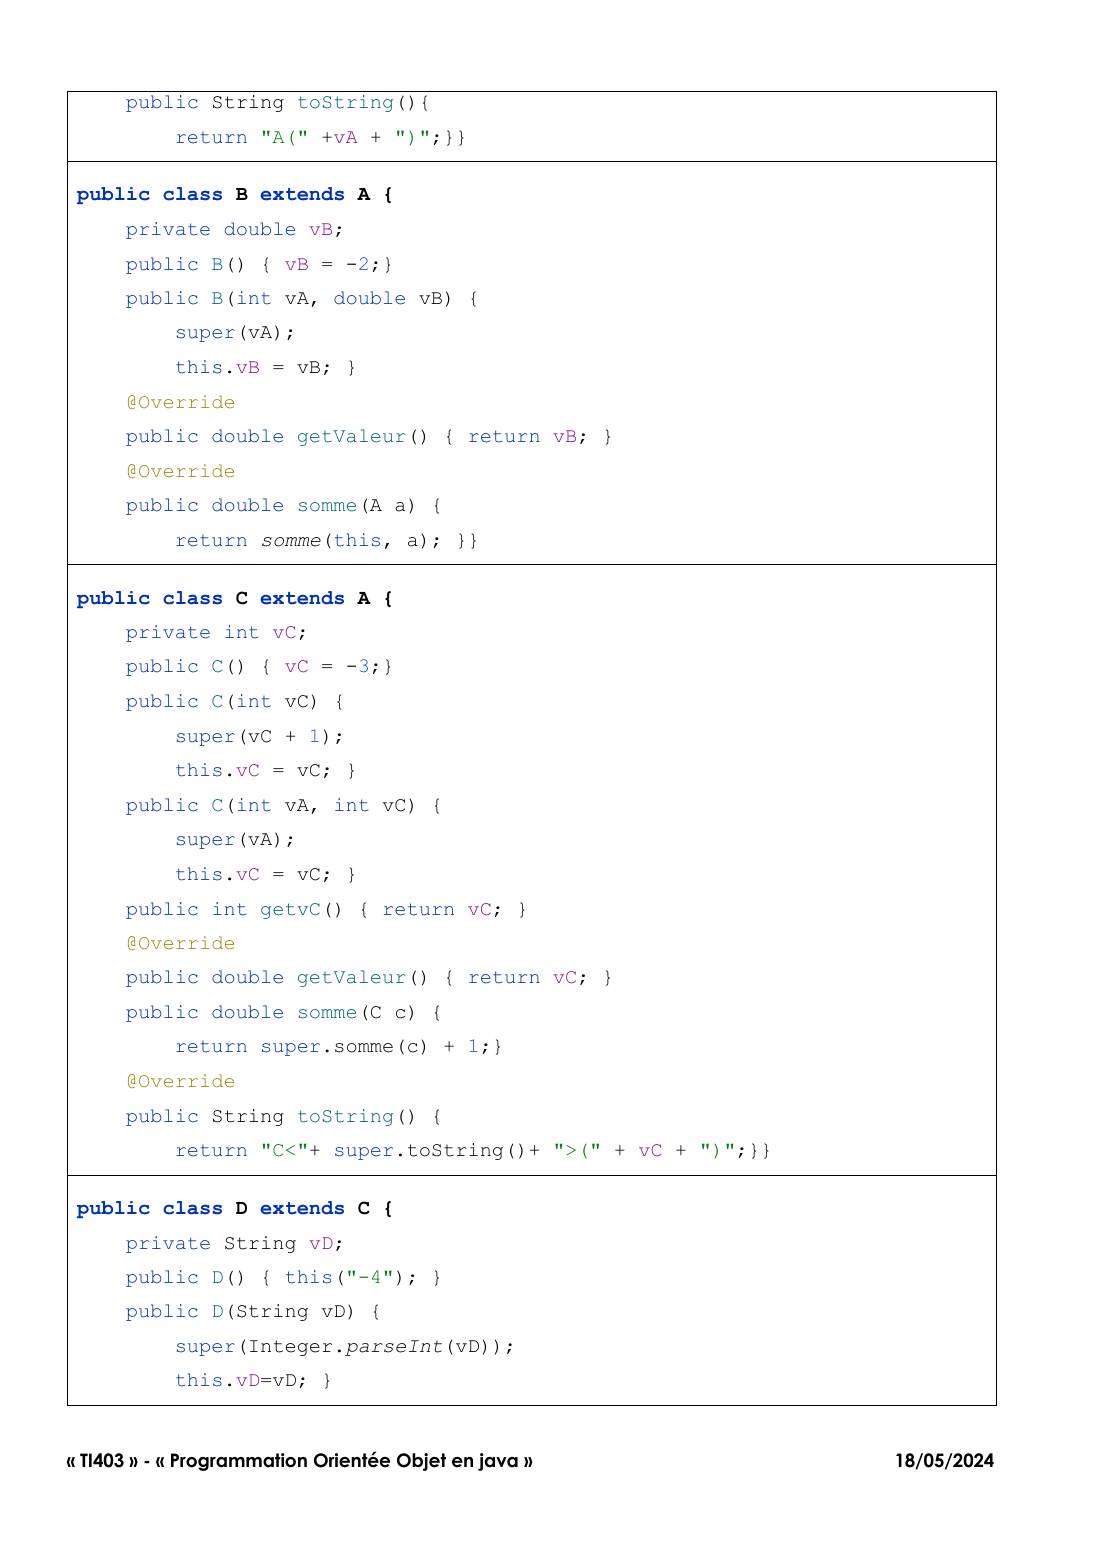 public String toString(){
        return "A(" +vA + ")";}}
public class B extends A {
    private double vB;
    public B() { vB = -2;}
    public B(int vA, double vB) {
        super(vA);
        this.vB = vB; }
    @Override
    public double getValeur() { return vB; }
    @Override
    public double somme(A a) {
        return somme(this, a); }}
public class C extends A {
    private int vC;
    public C() { vC = -3;}
    public C(int vC) {
        super(vC + 1);
        this.vC = vC; }
    public C(int vA, int vC) {
        super(vA);
        this.vC = vC; }
    public int getvC() { return vC; }
    @Override
    public double getValeur() { return vC; }
    public double somme(C c) {
        return super.somme(c) + 1;}
    @Override
    public String toString() {
        return "C<"+ super.toString()+ ">(" + vC + ")";}}
public class D extends C {
    private String vD;
    public D() { this("-4"); }
    public D(String vD) {
        super(Integer.parseInt(vD));
        this.vD=vD; }
« TI403 » - « Programmation Orientée Objet en java » 18/05/2024